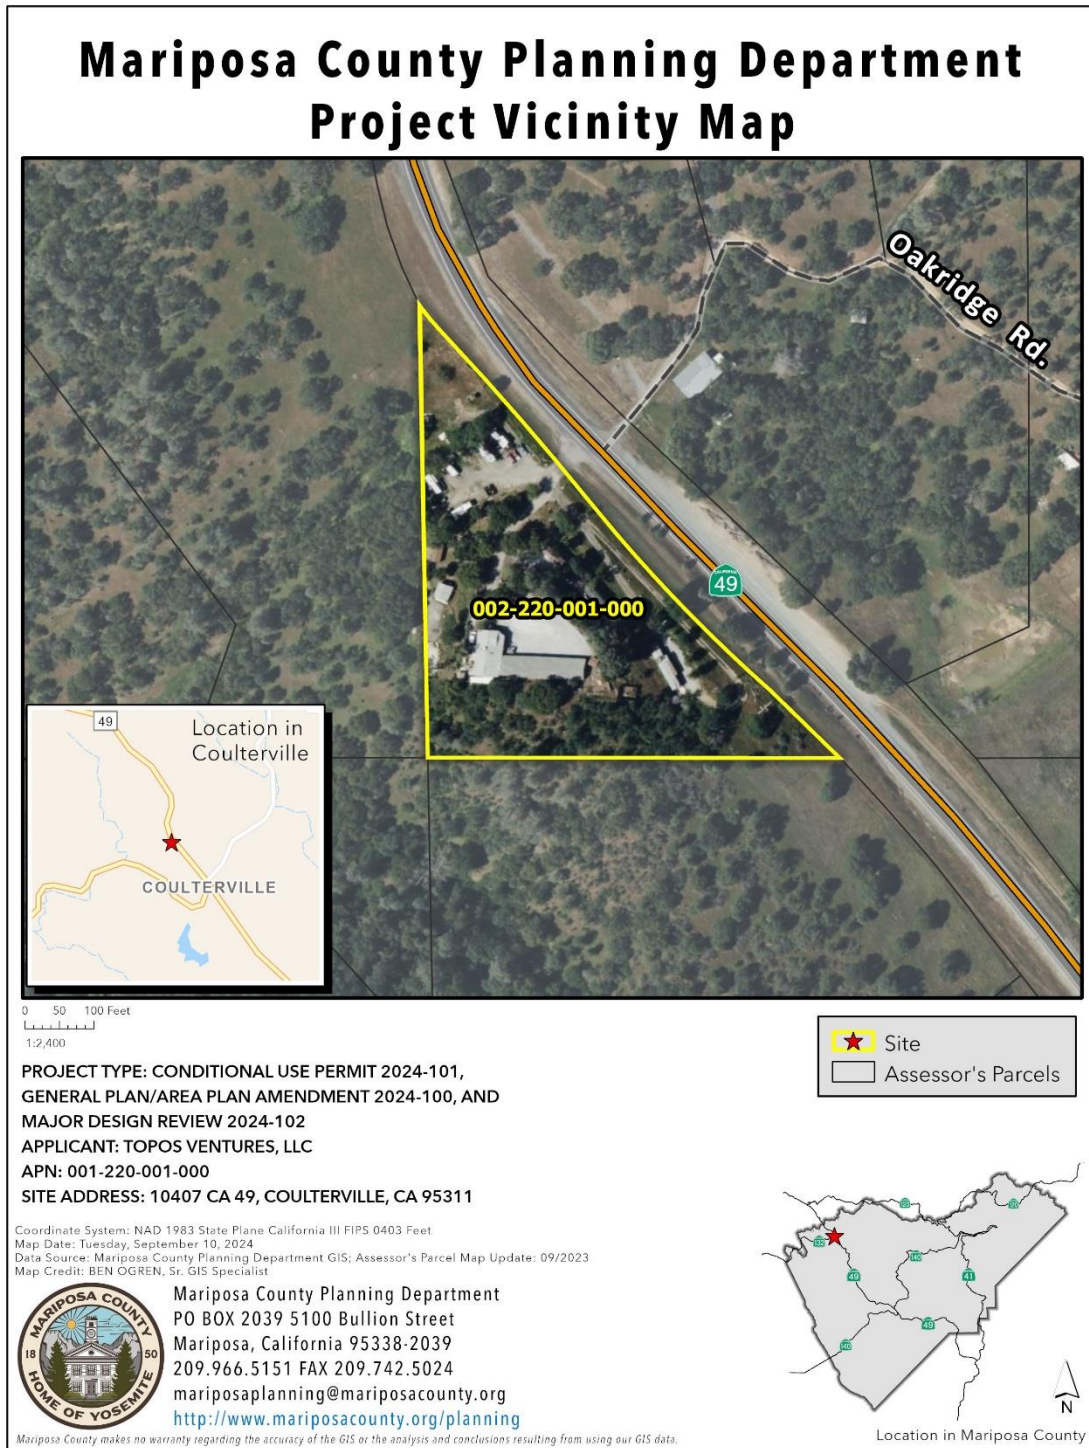 Mariposa County Planning Department
Project Vicinity Map
Oakridge Rd.
CALIFORNIA
49
002-220-001-000
49
Location in
Coulterville
COULTERVILLE
0 50 100 Feet
1:2,400
Site
Assessor's Parcels
PROJECT TYPE: CONDITIONAL USE PERMIT 2024-101,
GENERAL PLAN/AREA PLAN AMENDMENT 2024-100, AND
MAJOR DESIGN REVIEW 2024-102
APPLICANT: TOPOS VENTURES, LLC
APN: 001-220-001-000
SITE ADDRESS: 10407 CA 49, COULTERVILLE, CA 95311
Coordinate System: NAD 1983 State Plane California III FIPS 0403 Feet
Map Date: Tuesday, September 10, 2024
Data Source: Mariposa County Planning Department GIS; Assessor's Parcel Map Update: 09/2023
Map Credit: BEN OGREN, Sr. GIS Specialist
MARIPOSA COUNTY
18 50
HOME OF YOSEMITE
Mariposa County Planning Department
PO BOX 2039 5100 Bullion Street
Mariposa, California 95338-2039
209.966.5151 FAX 209.742.5024
mariposaplanning@mariposacounty.org
http://www.mariposacounty.org/planning
132
140
49
41
49
140
N
Location in Mariposa County
Mariposa County makes no warranty regarding the accuracy of the GIS or the analysis and conclusions resulting from using our GIS data.